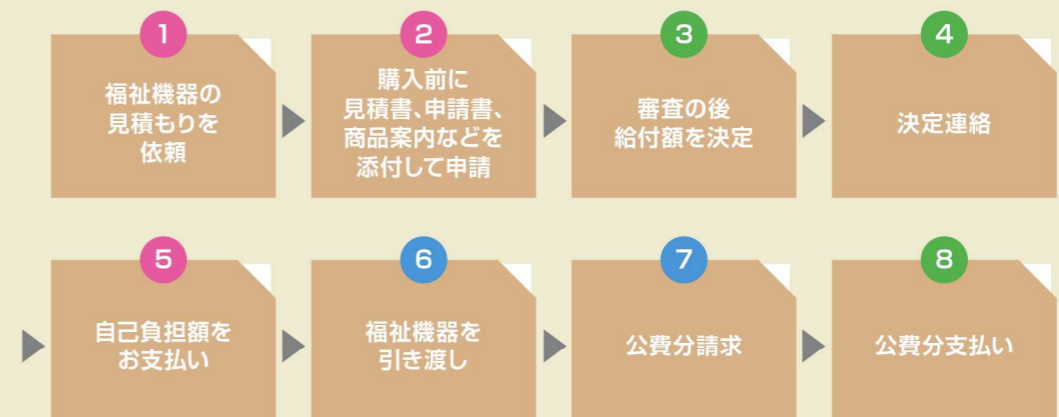 1
福祉機器の
見積もりを
依頼
2
購入前に
見積書、申請書、
商品案内などを
添付して申請
3
審査の後
給付額を決定
4
決定連絡
5
自己負担額を
お支払い
6
福祉機器を
引き渡し
7
公費分請求
8
公費分支払い